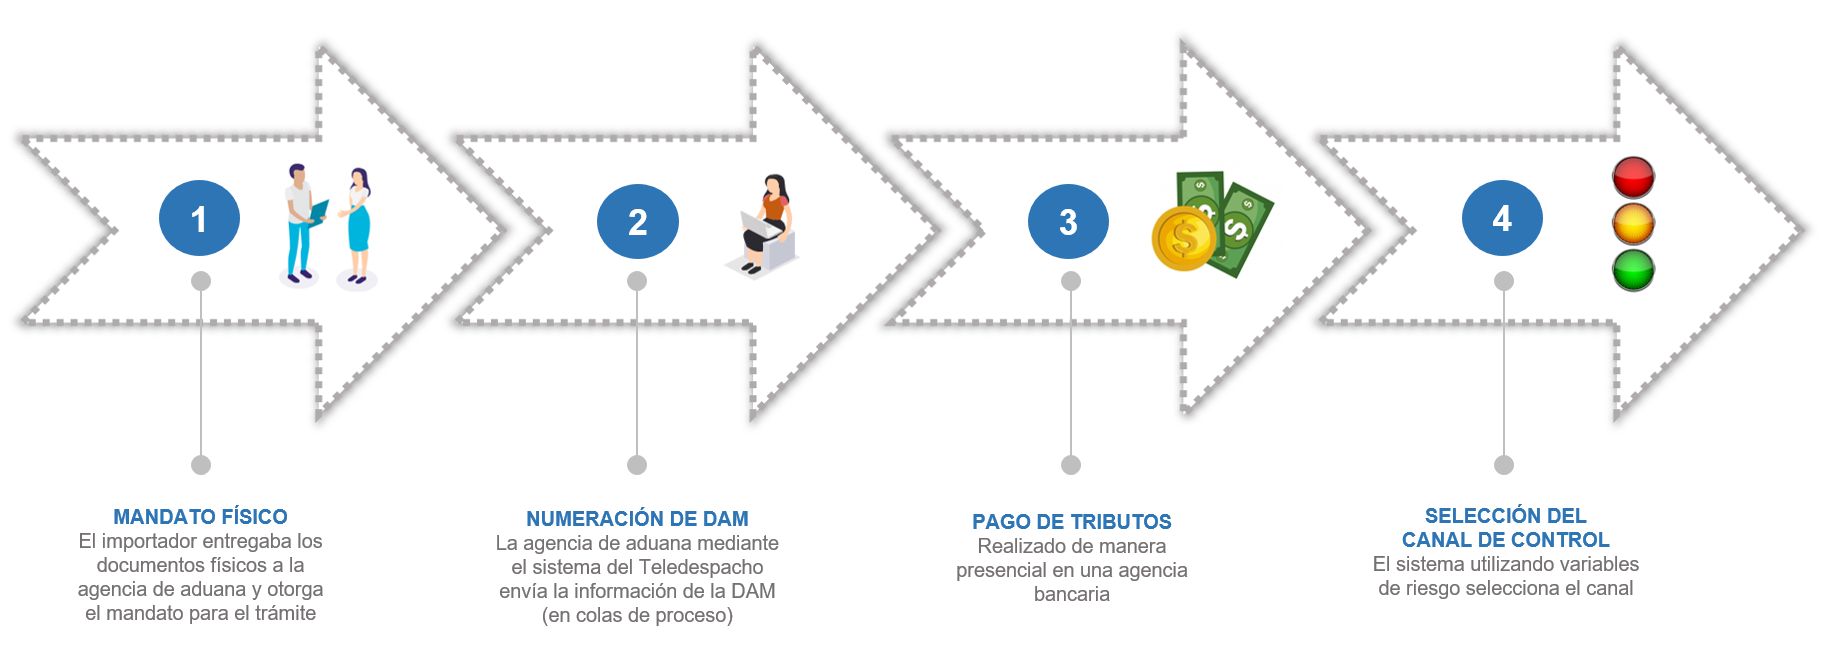 1
MANDATO FÍSICO
El importador entregaba los
documentos físicos a la
agencia de aduana y otorga
el mandato para el trámite
2
NUMERACIÓN DE DAM
La agencia de aduana mediante
el sistema del Teledespacho
envía la información de la DAM
(en colas de proceso)
3
$
$
$
$
$
PAGO DE TRIBUTOS
Realizado de manera
presencial en una agencia
bancaria
4
SELECCIÓN DEL
CANAL DE CONTROL
El sistema utilizando variables
de riesgo selecciona el canal